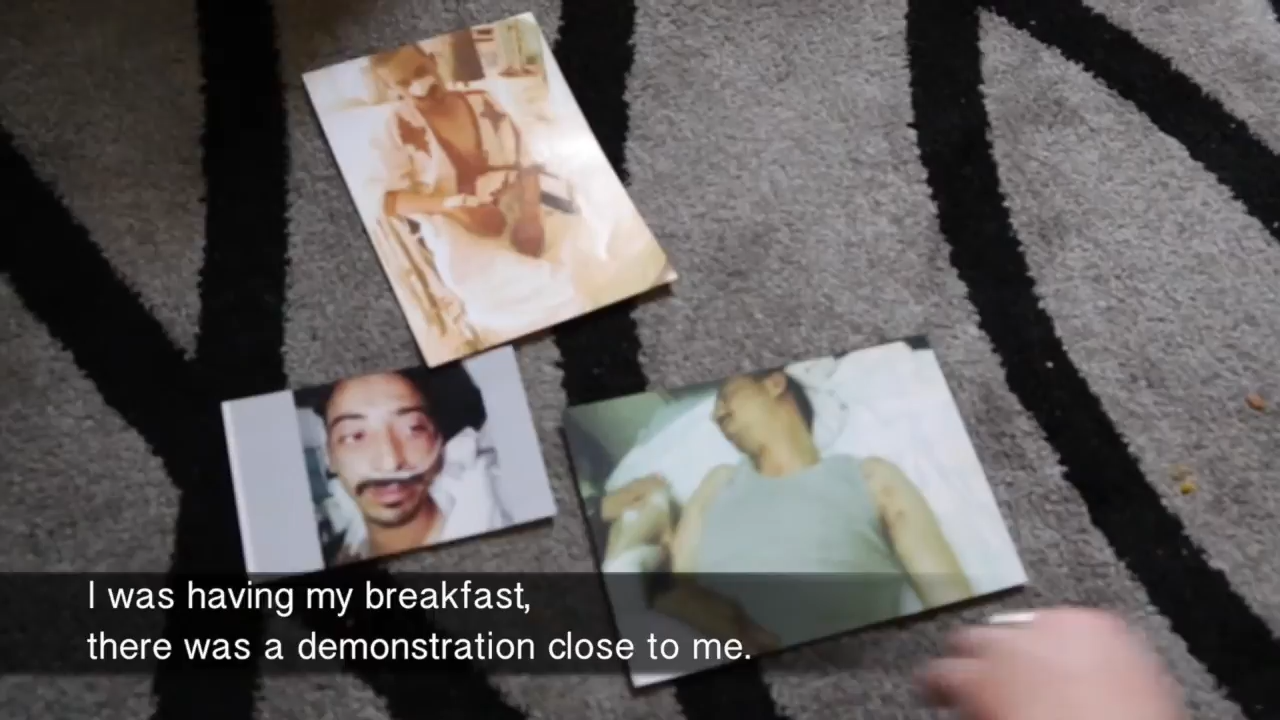 I was having my breakfast,
there was a demonstration close to me.